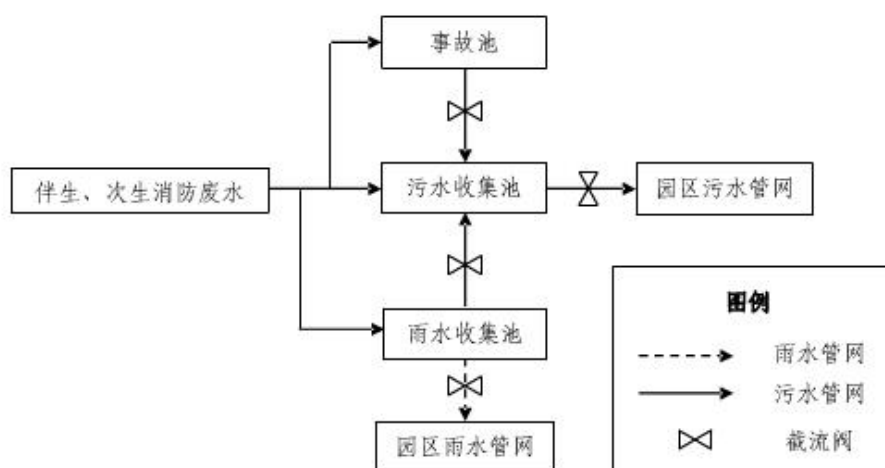 事故池
伴生、次生消防废水
污水收集池
园区污水管网
雨水收集池
园区雨水管网
图例
雨水管网
污水管网
截流阀